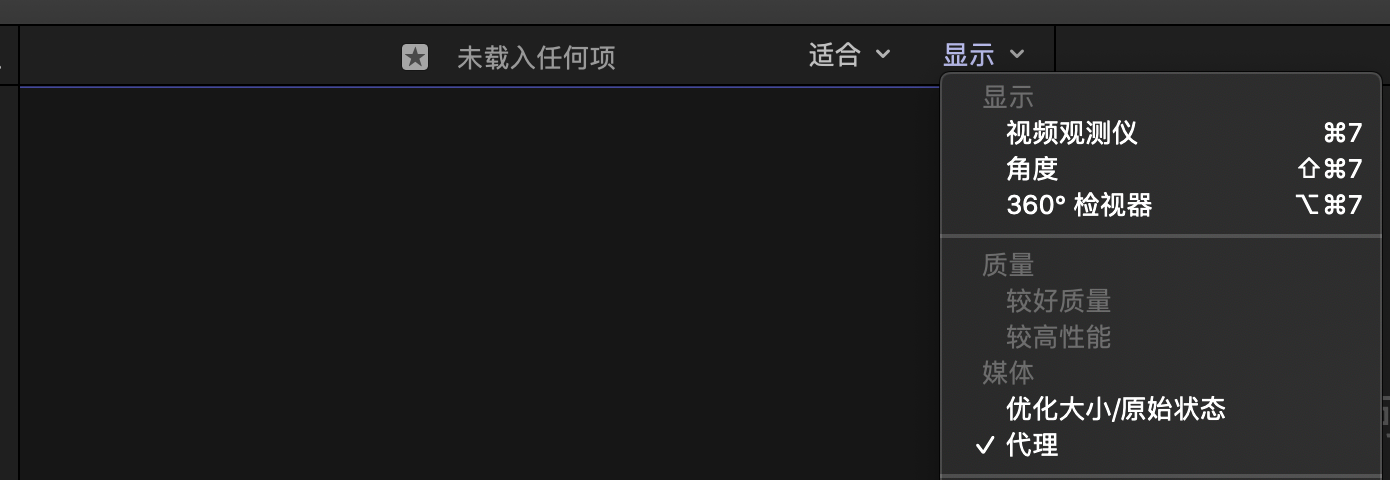 未载入任何项 适合 显示
显示
视频观测仪 ⌘7
角度 ⇧⌘7
360° 检视器 ⌥⌘7
质量
较好质量
较高性能
媒体
优化大小/原始状态
✓ 代理